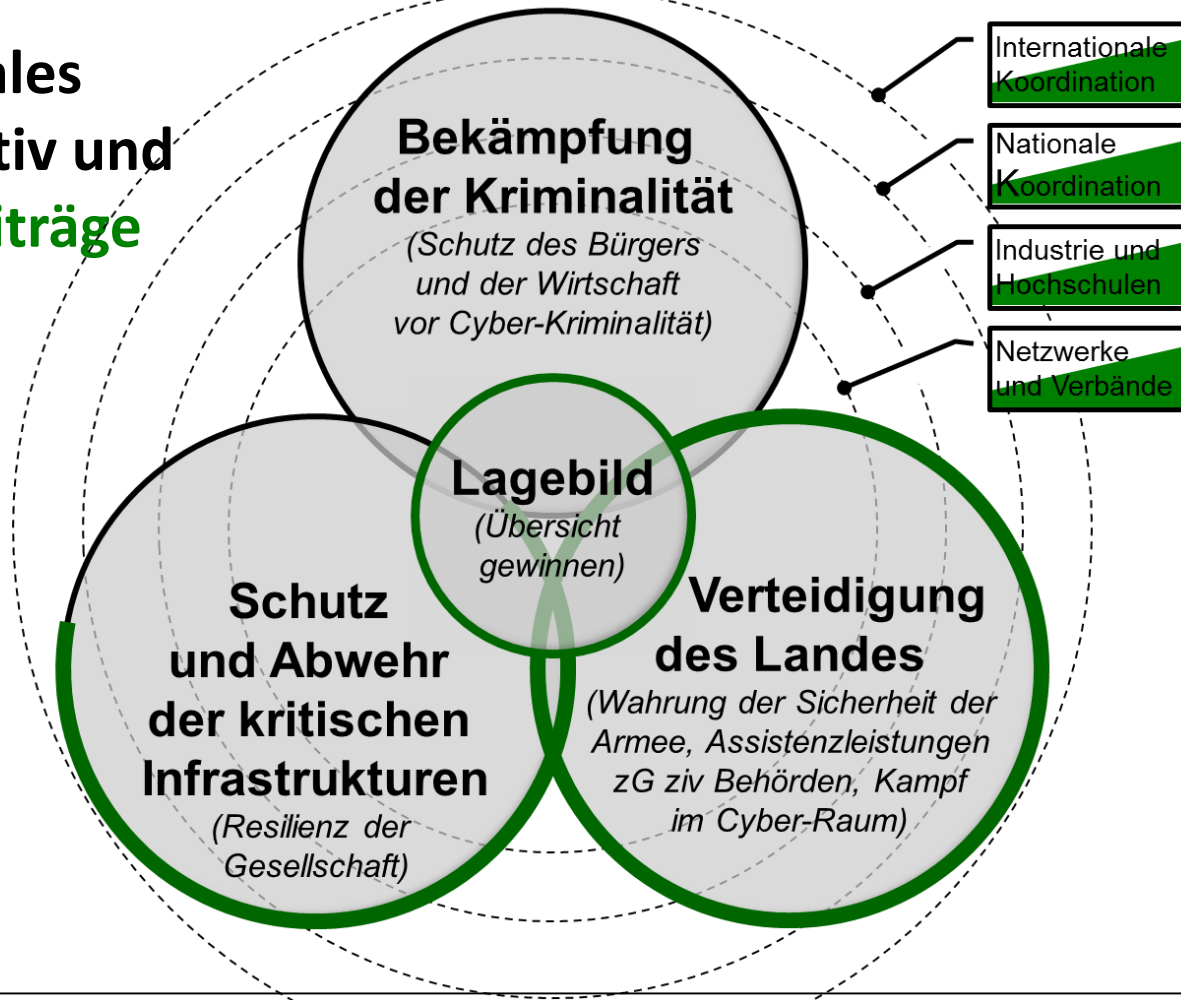 ales
tiv und
iträge
Bekämpfung
der Kriminalität
(Schutz des Bürgers
und der Wirtschaft
vor Cyber-Kriminalität)
Internationale
Koordination
Nationale
Koordination
Industrie und
Hochschulen
Netzwerke
und Verbände
Lagebild
(Übersicht
gewinnen)
Schutz
und Abwehr
der kritischen
Infrastrukturen
(Resilienz der
Gesellschaft)
Verteidigung
des Landes
(Wahrung der Sicherheit der
Armee, Assistenzleistungen
zG ziv Behörden, Kampf
im Cyber-Raum)